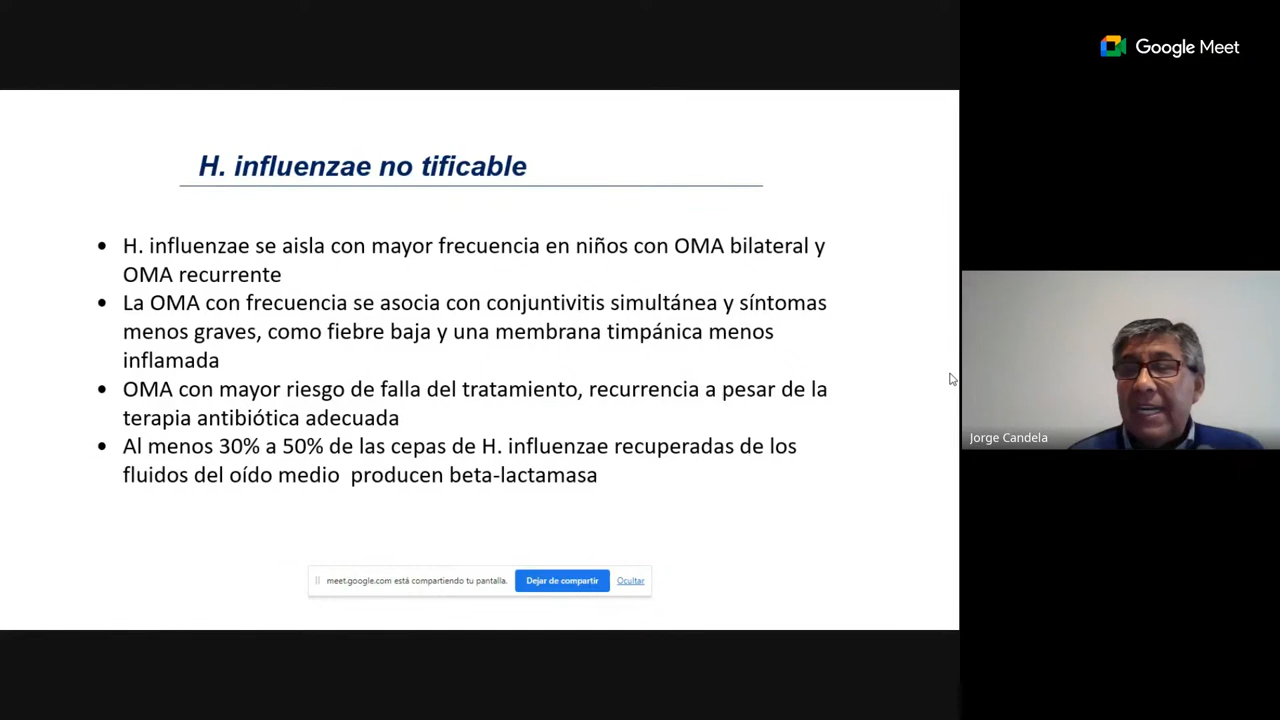 Google Meet
H. influenzae no tificable
• H. influenzae se aisla con mayor frecuencia en niños con OMA bilateral y
OMA recurrente
• La OMA con frecuencia se asocia con conjuntivitis simultánea y síntomas
menos graves, como fiebre baja y una membrana timpánica menos
inflamada
• OMA con mayor riesgo de falla del tratamiento, recurrencia a pesar de la
terapia antibiótica adecuada
• Al menos 30% a 50% de las cepas de H. influenzae recuperadas de los
fluidos del oído medio producen beta-lactamasa
Jorge Candela
meet.google.com está compartiendo tu pantalla. Dejar de compartir Ocultar